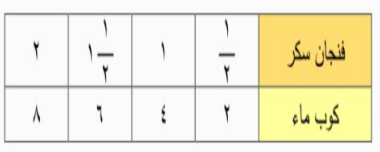 فنجان سكر ١/٢ ١ ١ ١/٢ ٢
كوب ماء ٢ ٤ ٦ ٨